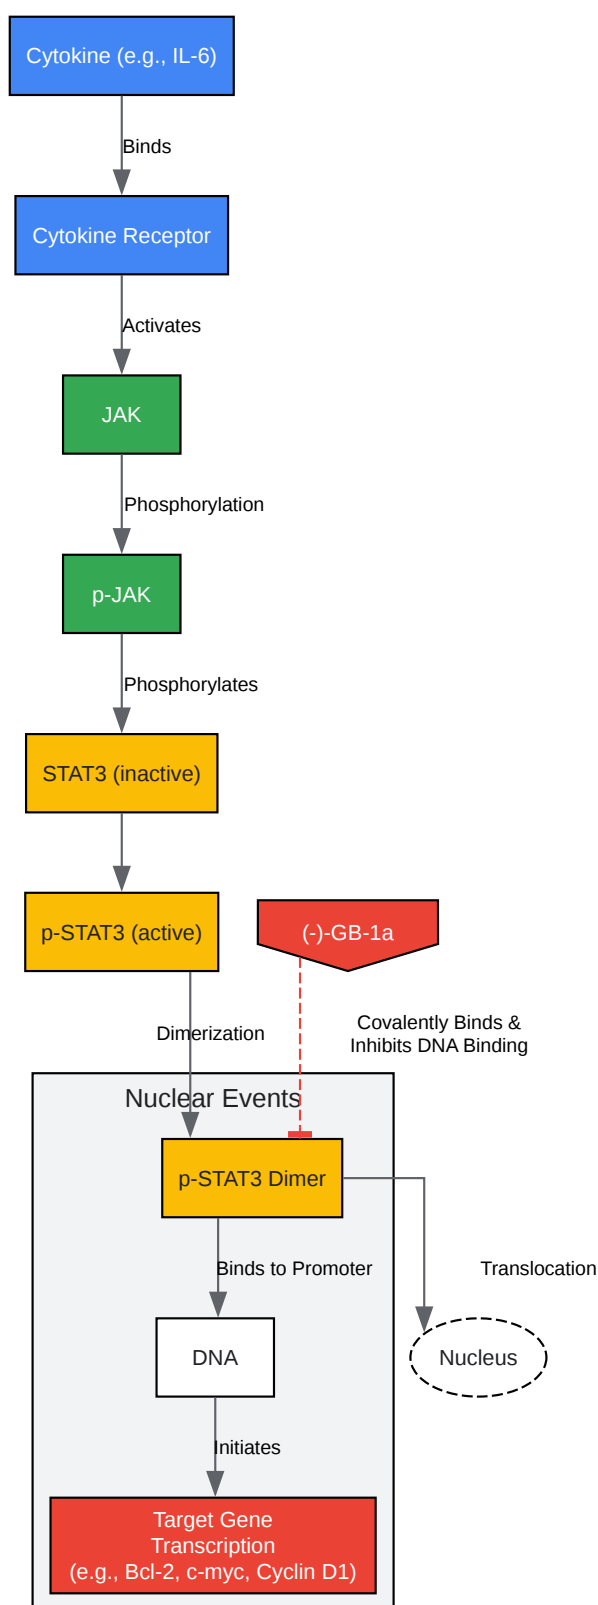 Cytokine (e.g., IL-6)
Binds
Cytokine Receptor
Activates
JAK
Phosphorylation
p-JAK
Phosphorylates
STAT3 (inactive)
p-STAT3 (active)
(-)-GB-1a
Dimerization
Covalently Binds &
Inhibits DNA Binding
Nuclear Events
p-STAT3 Dimer
Binds to Promoter
Translocation
DNA
Nucleus
Initiates
Target Gene
Transcription
(e.g., Bcl-2, c-myc, Cyclin D1)